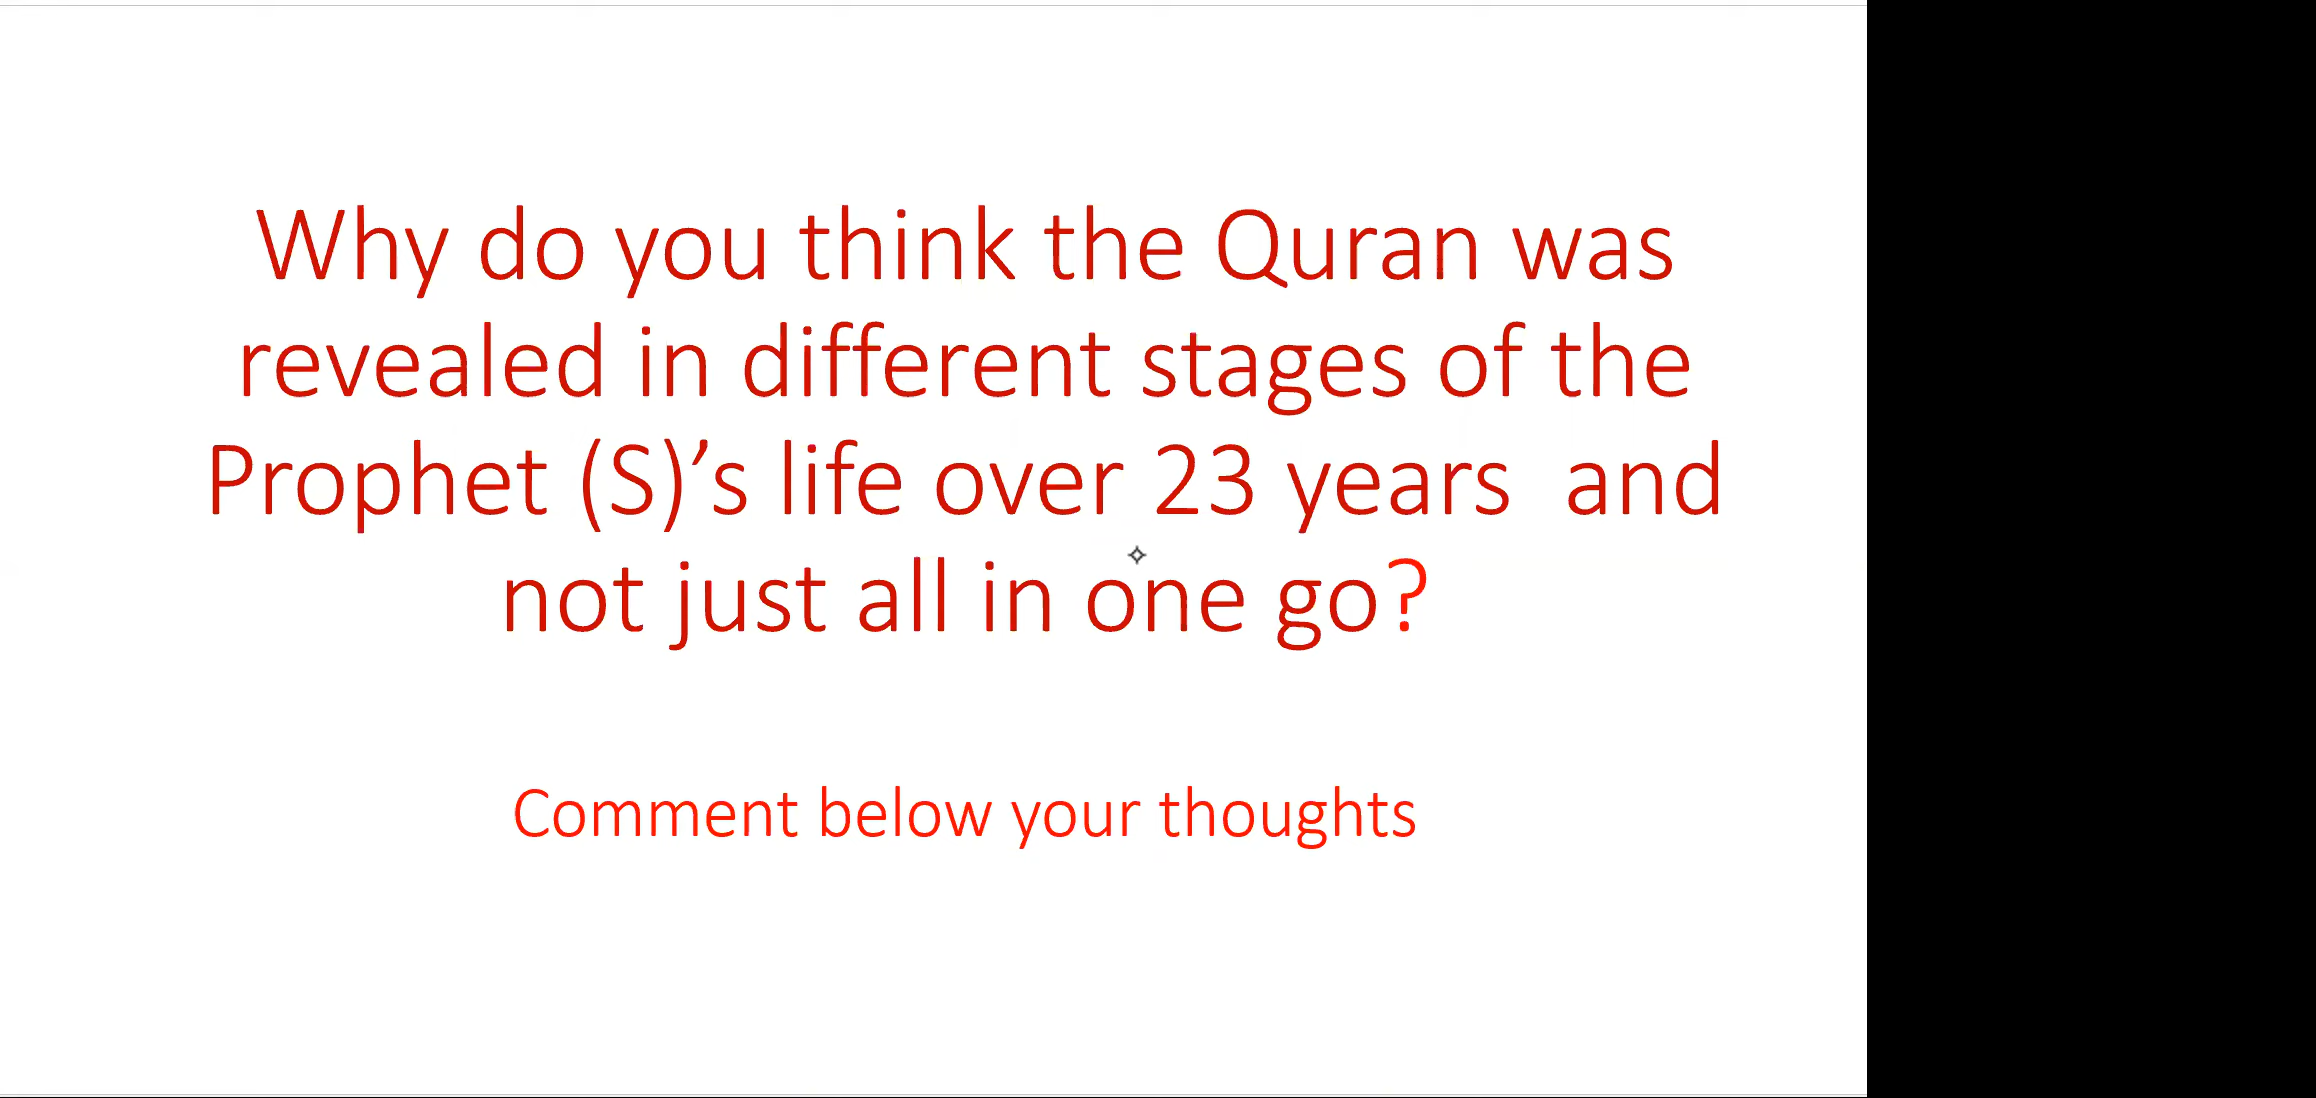 Why do you think the Quran was
revealed in different stages of the
Prophet (S)’s life over 23 years  and
not just all in one go?
Comment below your thoughts